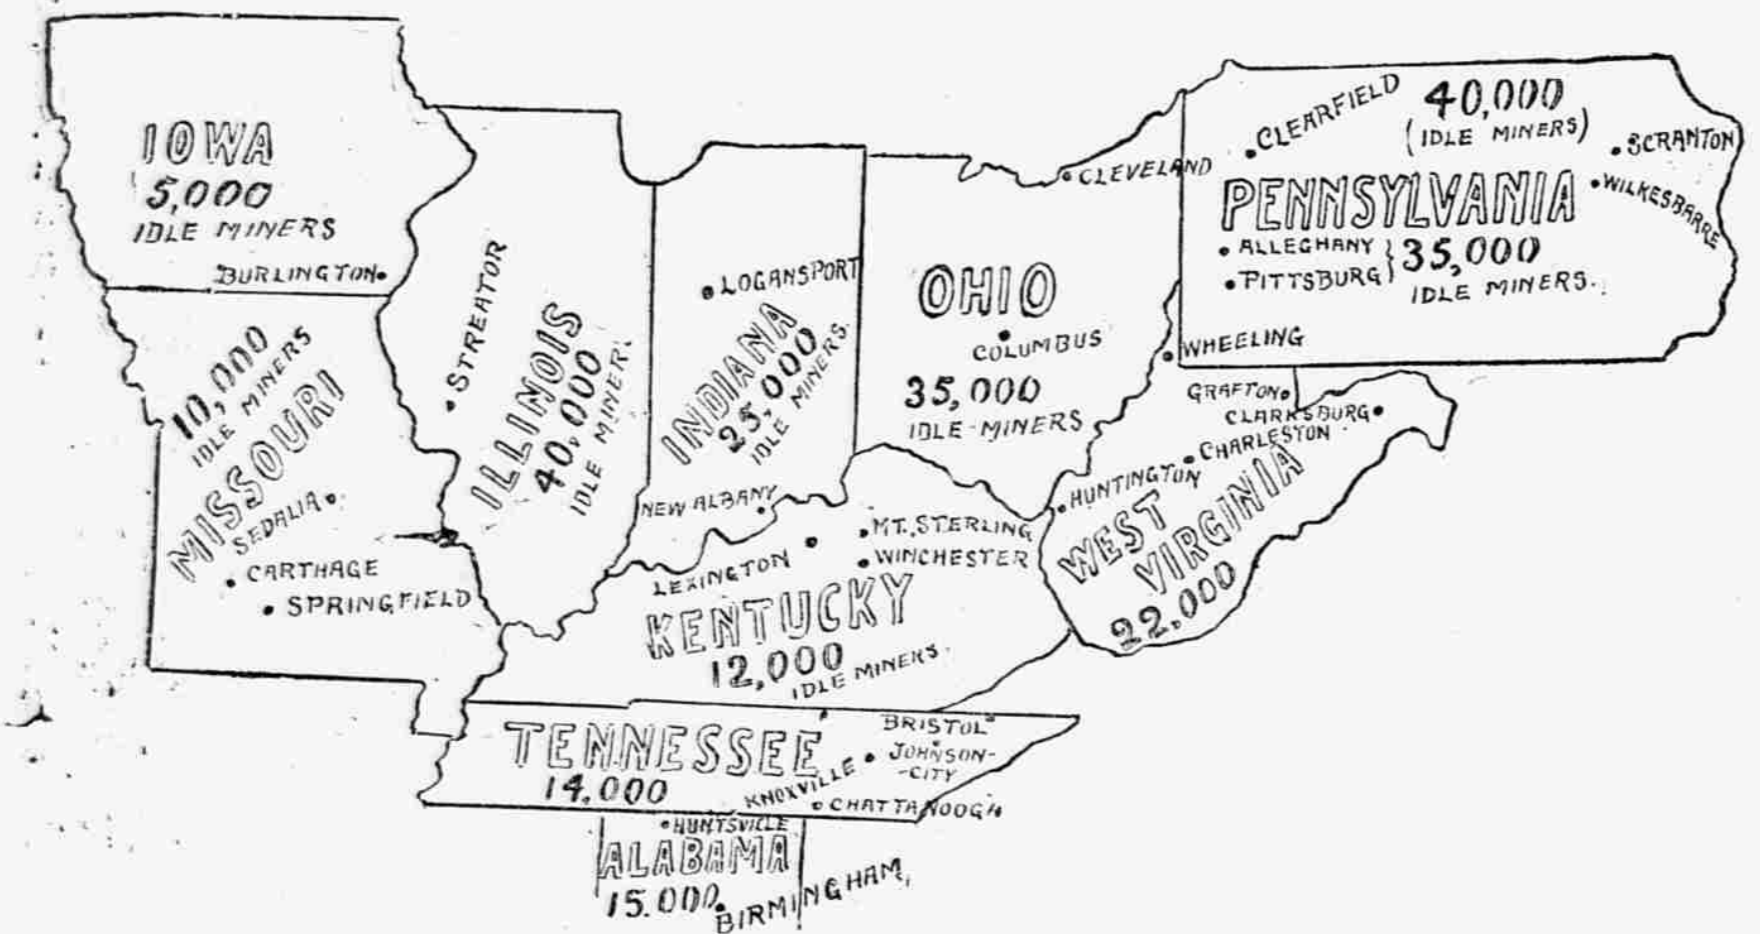 IOWA
5,000
IDLE MINERS
BURLINGTON
10,000
IDLE MINERS
MISSOURI
SEDALIA
CARTHAGE
SPRINGFIELD
STREATOR
ILLINOIS
40,000
IDLE MINER
LOGANSPORT
INDIANA
25,000
IDLE MINERS
NEW ALBANY
CLEVELAND
OHIO
COLUMBUS
35,000
IDLE-MINERS
CLEARFIELD
40,000
(IDLE MINERS)
SCRANTON
WILKESBARRE
PENNSYLVANIA
ALLEGHANY
PITTSBURG
35,000
IDLE MINERS.
WHEELING
GRAFTON
CLARKSBURG
CHARLESTON
HUNTINGTON
WEST
VIRGINIA
22,000
MT. STERLING
WINCHESTER
LEXINGTON
KENTUCKY
12,000
IDLE MINERS.
TENNESSEE
14,000
BRISTOL
JOHNSON-
-CITY
KNOXVILLE
CHATTANOOGA
HUNTSVILLE
ALABAMA
15.000
BIRMINGHAM,